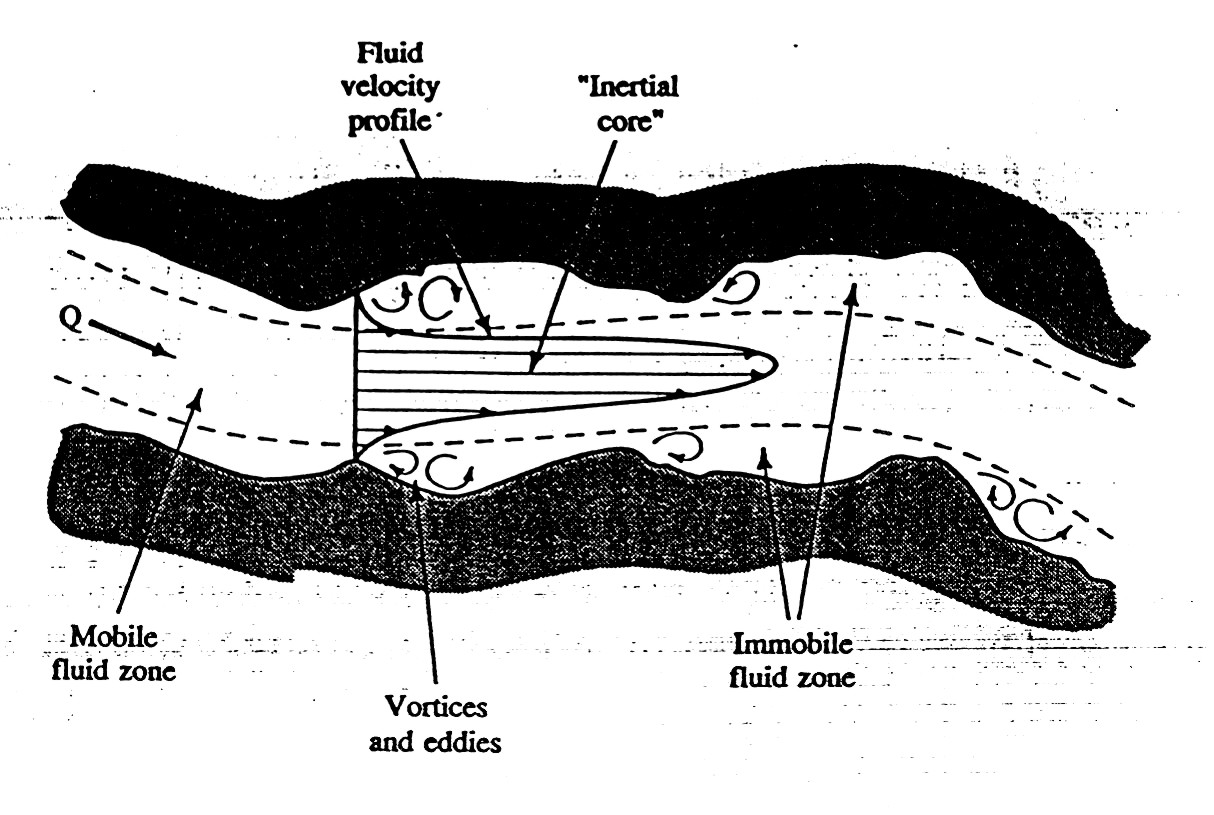 Fluid
velocity
profile
"Inertial
core"
Q
Mobile
fluid zone
Vortices
and eddies
Immobile
fluid zone